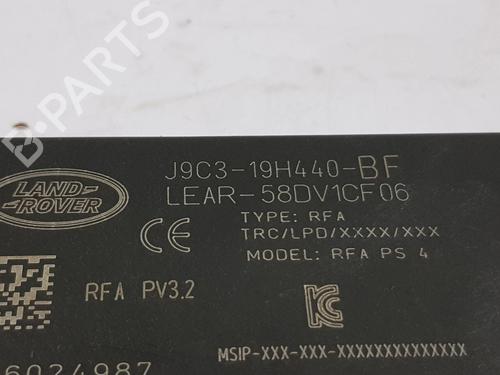 J9C3-19H440-BF
LEAR-58DV1CF06
LAND-
ROVER
TYPE: RFA
TRC/LPD/XXXX/XXX
MODEL: RFA PS 4
CE
RFA PV3.2
MSIP-XXX-XXX-XXXXXXXXXXXXXX
6024987